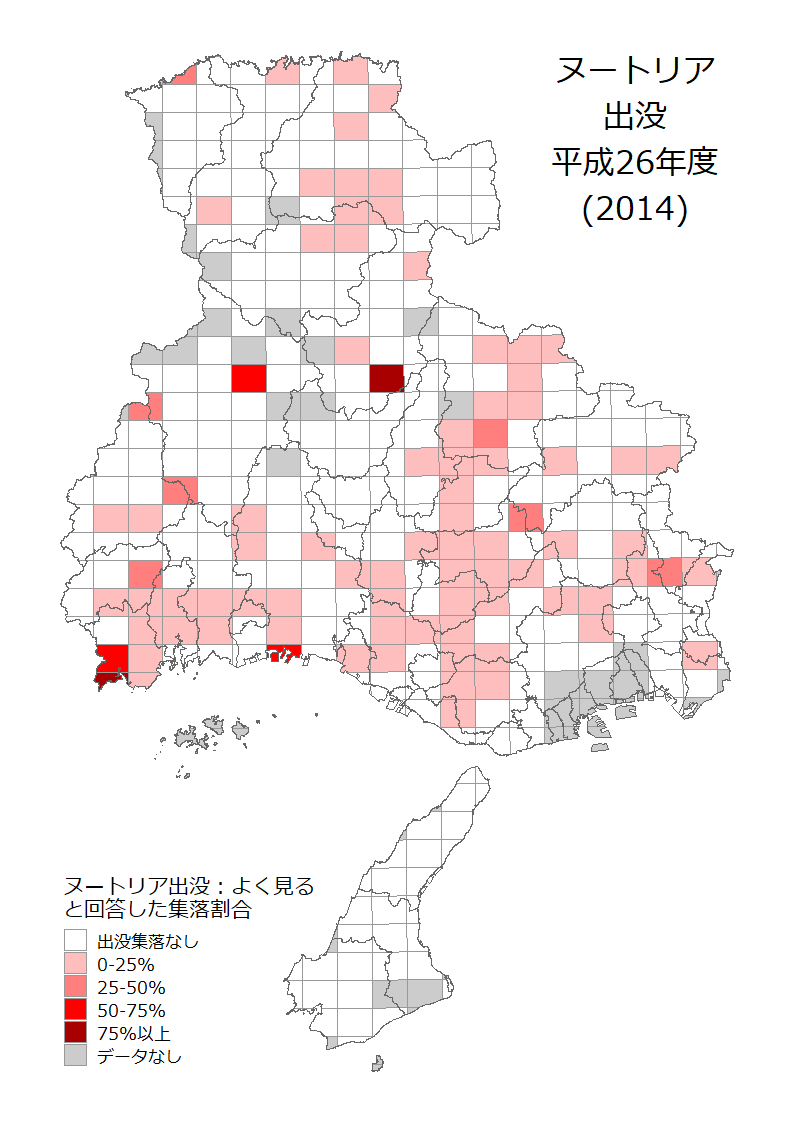 ヌートリア
出没
平成26年度
(2014)
ヌートリア出没：よく見る
と回答した集落割合
出没集落なし
0-25%
25-50%
50-75%
75%以上
データなし